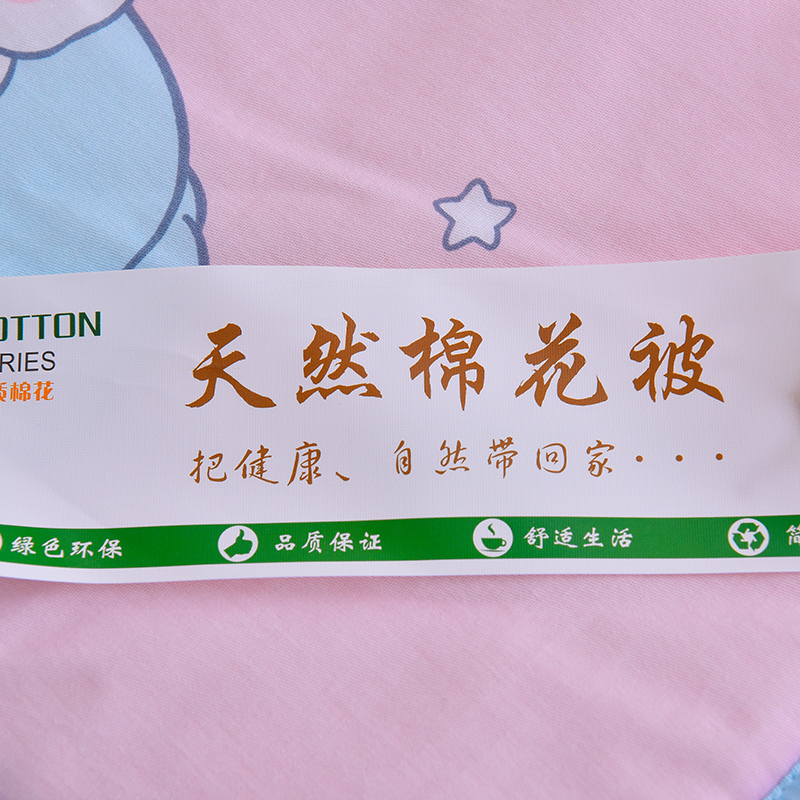 OTTON
RIES
质棉花
天然棉花被
把健康、自然带回家···
绿色环保 品质保证 舒适生活 简